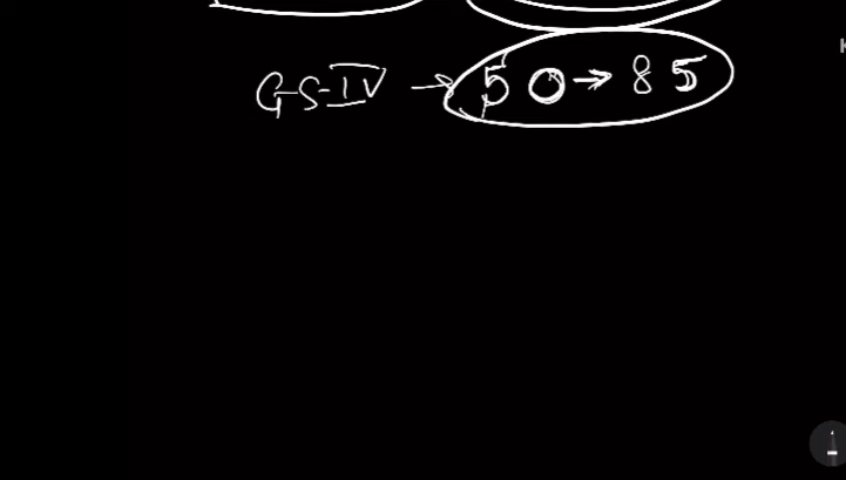 GS-IV → 50 → 85